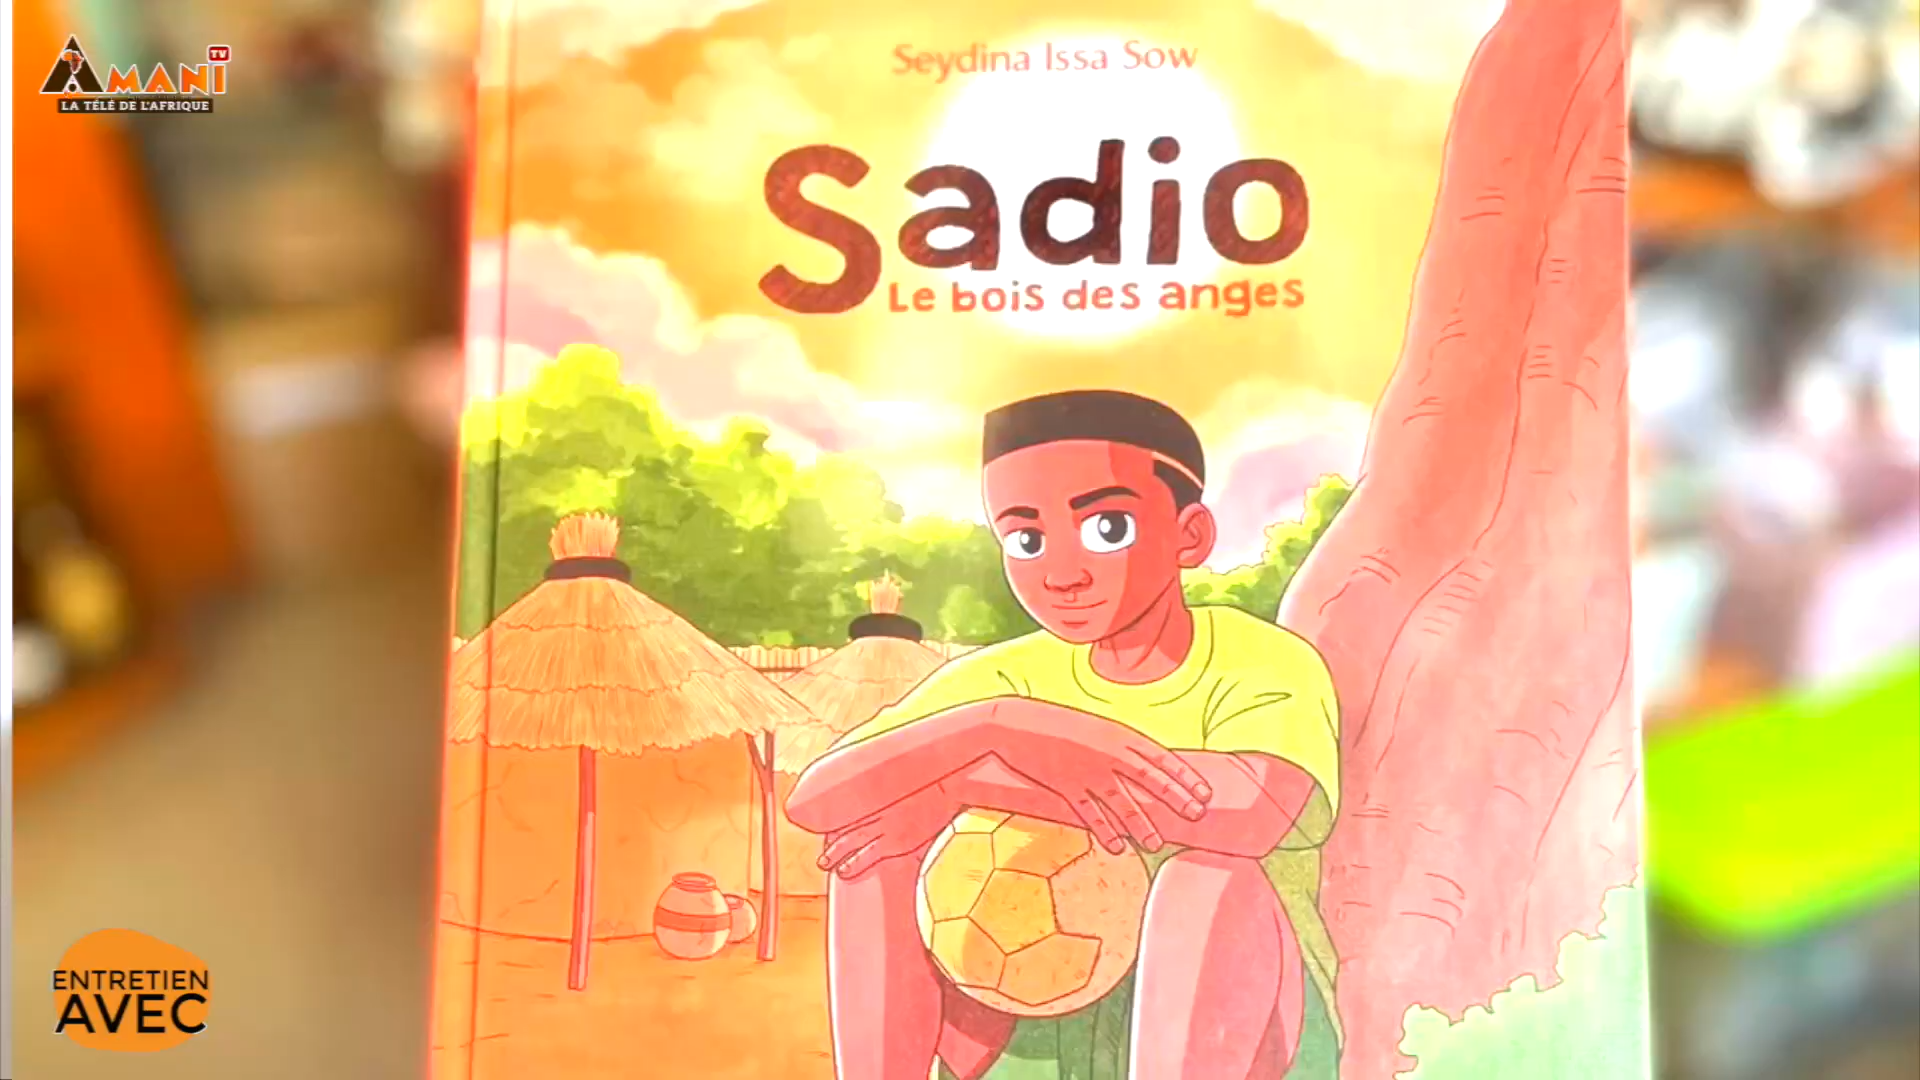 AMANI TV
LA TÉLÉ DE L'AFRIQUE
Seydina Issa Sow
Sadio
Le bois des anges
ENTRETIEN
AVEC